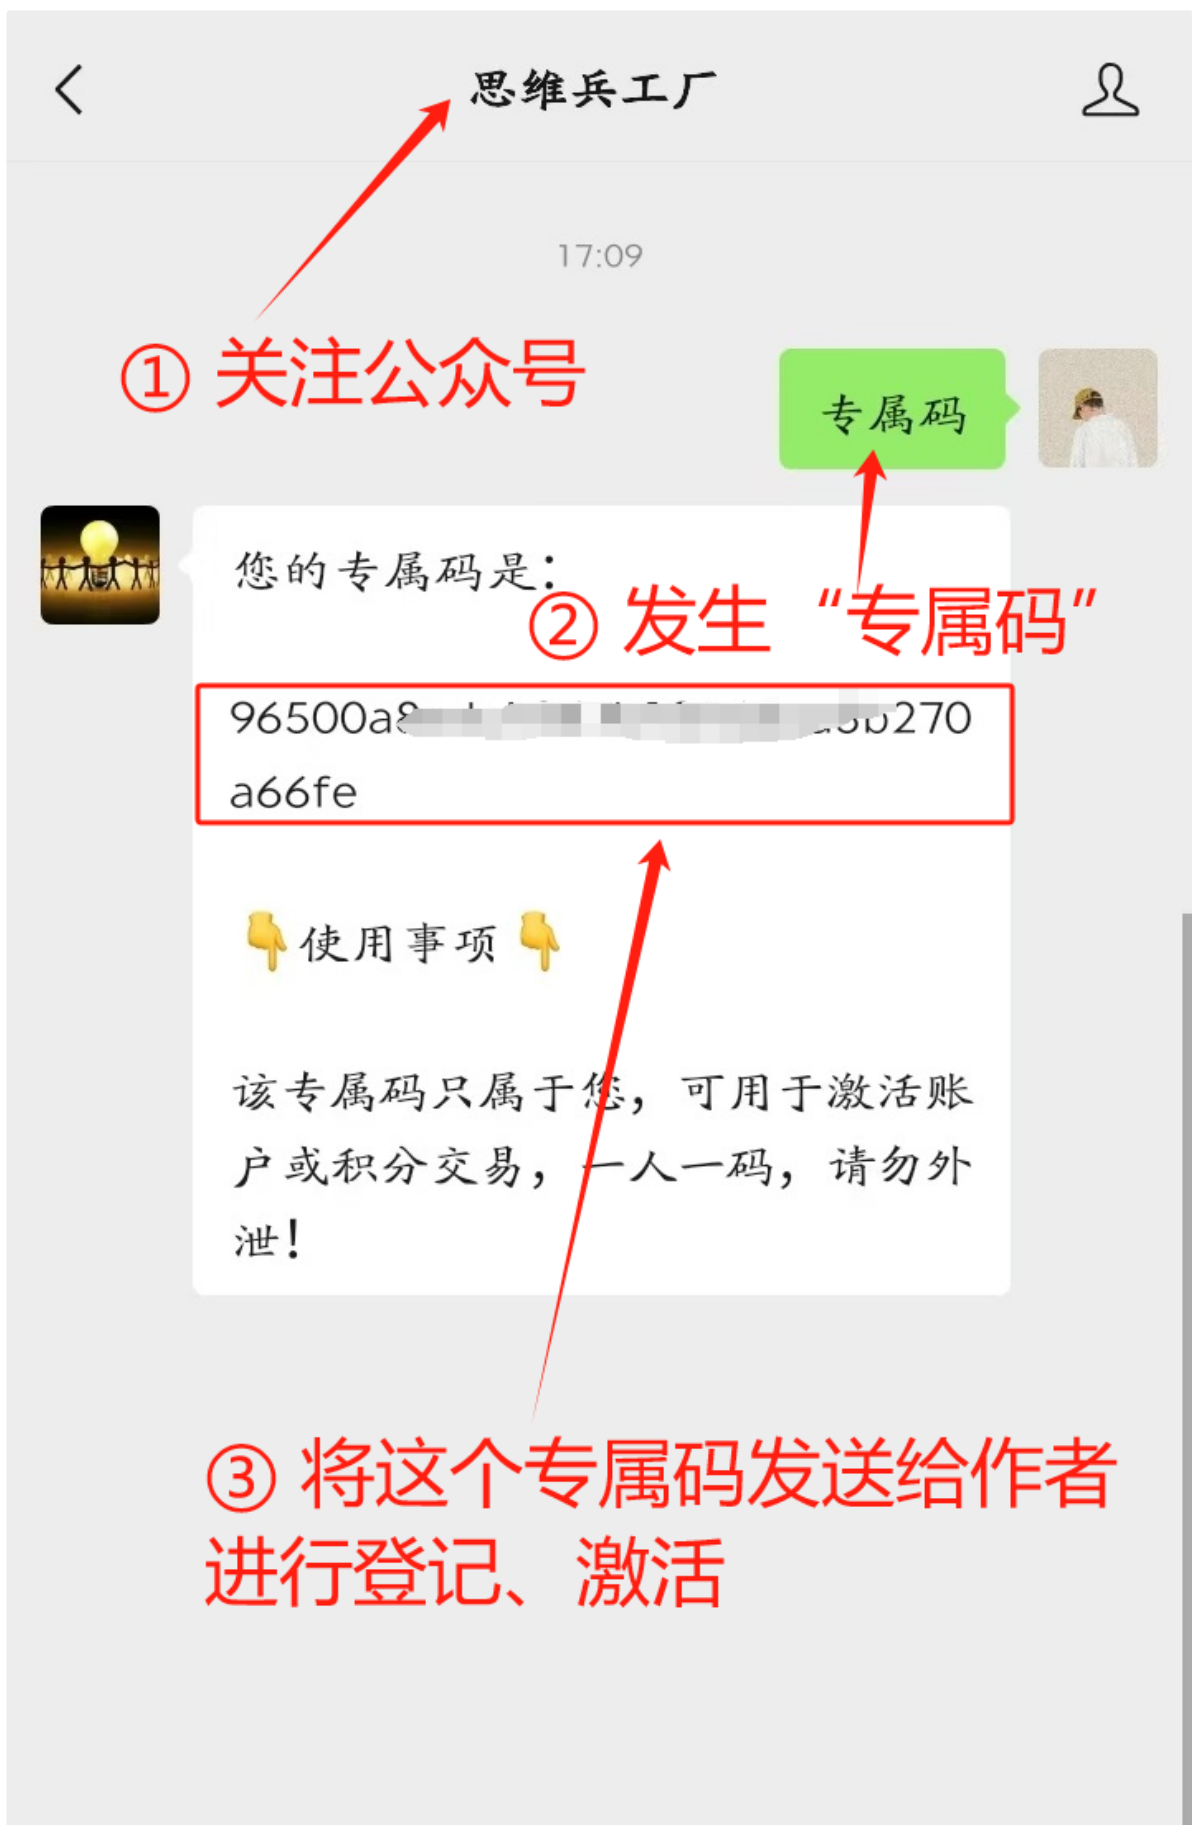 思维兵工厂
17:09
① 关注公众号
专属码
您的专属码是：
② 发生“专属码”
96500a8 b270
a66fe
👇使用事项👇
该专属码只属于您，可用于激活账
户或积分交易，一人一码，请勿外
泄！
③ 将这个专属码发送给作者
进行登记、激活